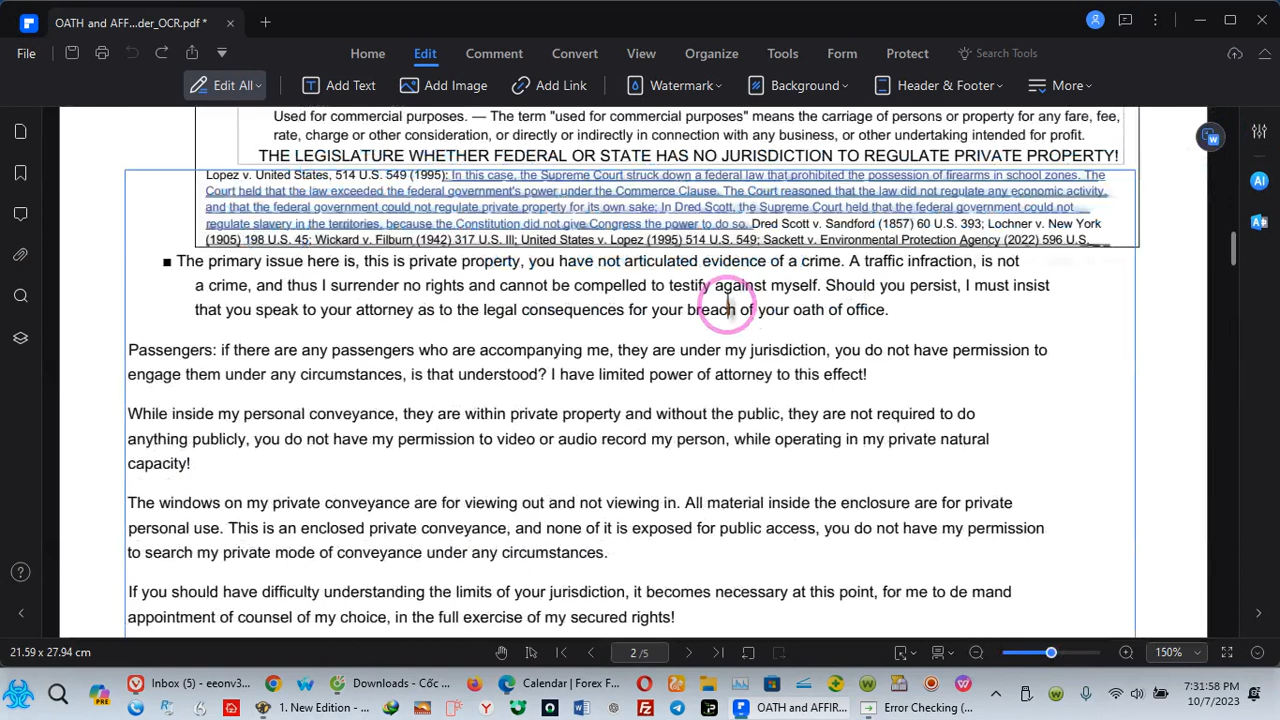 OATH and AFF...der_OCR.pdf *
File
Home
Edit
Comment
Convert
View
Organize
Tools
Form
Protect
Search Tools
Edit All
Add Text
Add Image
Add Link
Watermark
Background
Header & Footer
More
Used for commercial purposes. — The term "used for commercial purposes" means the carriage of persons or property for any fare, fee,
rate, charge or other consideration, or directly or indirectly in connection with any business, or other undertaking intended for profit.
THE LEGISLATURE WHETHER FEDERAL OR STATE HAS NO JURISDICTION TO REGULATE PRIVATE PROPERTY!
Lopez v. United States, 514 U.S. 549 (1995): In this case, the Supreme Court struck down a federal law that prohibited the possession of firearms in school zones. The
Court held that the law exceeded the federal government's power under the Commerce Clause. The Court reasoned that the law did not regulate any economic activity,
and that the federal government could not regulate private property for its own sake; In Dred Scott, the Supreme Court held that the federal government could not
regulate slavery in the territories, because the Constitution did not give Congress the power to do so. Dred Scott v. Sandford (1857) 60 U.S. 393; Lochner v. New York
(1905) 198 U.S. 45; Wickard v. Filburn (1942) 317 U.S. Ill; United States v. Lopez (1995) 514 U.S. 549; Sackett v. Environmental Protection Agency (2022) 596 U.S.
■ The primary issue here is, this is private property, you have not articulated evidence of a crime. A traffic infraction, is not
a crime, and thus I surrender no rights and cannot be compelled to testify against myself. Should you persist, I must insist
that you speak to your attorney as to the legal consequences for your breach of your oath of office.
Passengers: if there are any passengers who are accompanying me, they are under my jurisdiction, you do not have permission to
engage them under any circumstances, is that understood? I have limited power of attorney to this effect!
While inside my personal conveyance, they are within private property and without the public, they are not required to do
anything publicly, you do not have my permission to video or audio record my person, while operating in my private natural
capacity!
The windows on my private conveyance are for viewing out and not viewing in. All material inside the enclosure are for private
personal use. This is an enclosed private conveyance, and none of it is exposed for public access, you do not have my permission
to search my private mode of conveyance under any circumstances.
If you should have difficulty understanding the limits of your jurisdiction, it becomes necessary at this point, for me to de mand
appointment of counsel of my choice, in the full exercise of my secured rights!
21.59 x 27.94 cm
2 /5
150%
Inbox (5) - eeonv3...
Downloads - Cốc ...
Calendar | Forex F...
7:31:58 PM
1. New Edition - ...
OATH and AFFIR...
Error Checking (...
10/7/2023